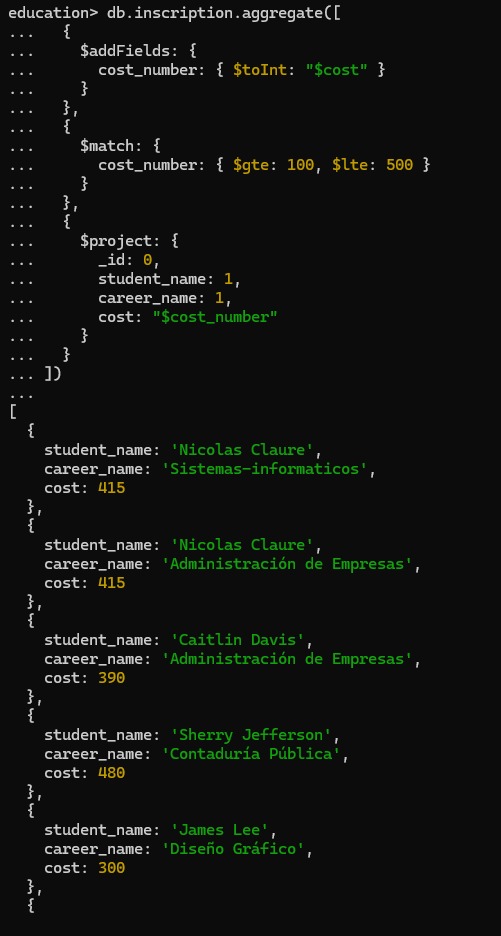 education> db.inscription.aggregate([
...   {
...     $addFields: {
...       cost_number: { $toInt: "$cost" }
...     }
...   },
...   {
...     $match: {
...       cost_number: { $gte: 100, $lte: 500 }
...     }
...   },
...   {
...     $project: {
...       _id: 0,
...       student_name: 1,
...       career_name: 1,
...       cost: "$cost_number"
...     }
...   }
... ])
...
[
  {
    student_name: 'Nicolas Claure',
    career_name: 'Sistemas-informaticos',
    cost: 415
  },
  {
    student_name: 'Nicolas Claure',
    career_name: 'Administración de Empresas',
    cost: 415
  },
  {
    student_name: 'Caitlin Davis',
    career_name: 'Administración de Empresas',
    cost: 390
  },
  {
    student_name: 'Sherry Jefferson',
    career_name: 'Contaduría Pública',
    cost: 480
  },
  {
    student_name: 'James Lee',
    career_name: 'Diseño Gráfico',
    cost: 300
  },
  {